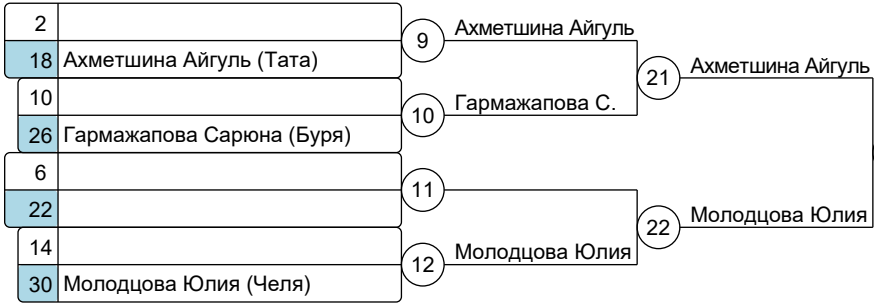 2
18 Ахметшина Айгуль (Тата)
10
26 Гармажапова Сарюна (Буря)
6
22
14
30 Молодцова Юлия (Челя)
9
Ахметшина Айгуль
10
Гармажапова С.
11
12
Молодцова Юлия
21
Ахметшина Айгуль
22
Молодцова Юлия